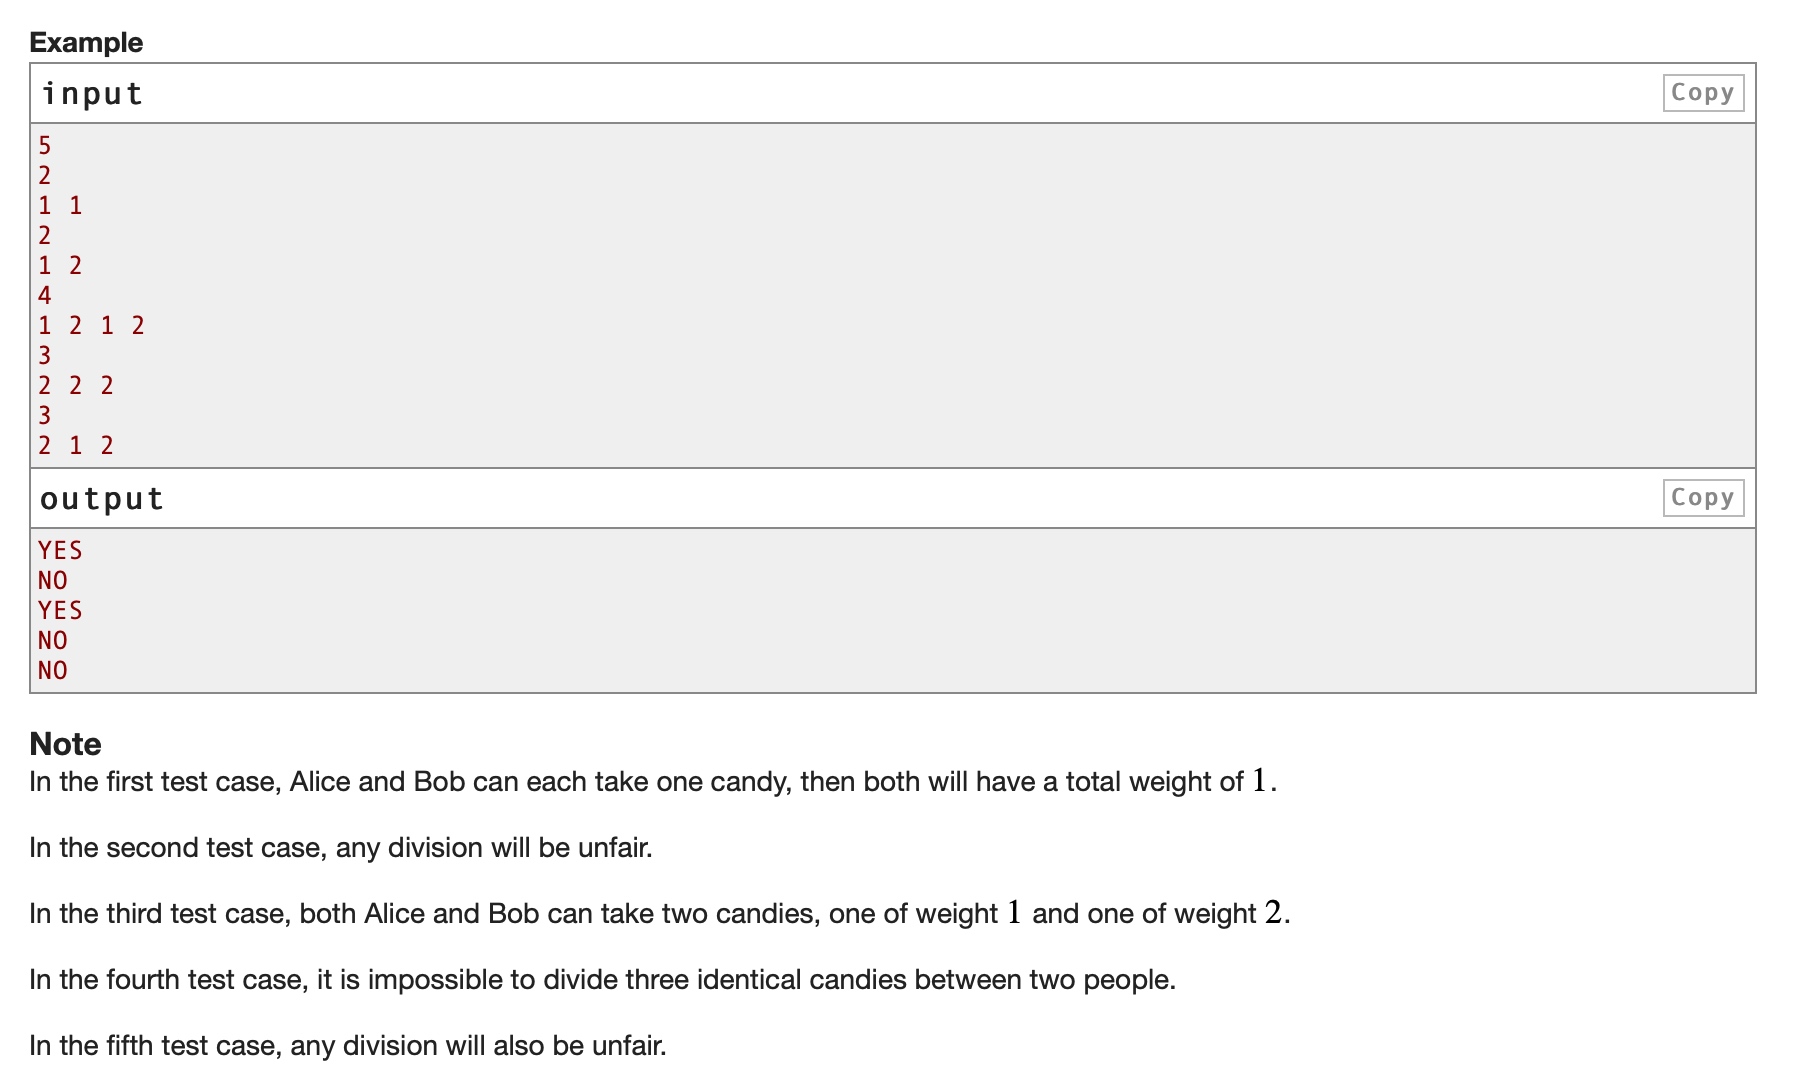 Example
input
Copy
5
2
1 1
2
1 2
4
1 2 1 2
3
2 2 2
3
2 1 2
output
Copy
YES
NO
YES
NO
NO
Note
In the first test case, Alice and Bob can each take one candy, then both will have a total weight of 1.
In the second test case, any division will be unfair.
In the third test case, both Alice and Bob can take two candies, one of weight 1 and one of weight 2.
In the fourth test case, it is impossible to divide three identical candies between two people.
In the fifth test case, any division will also be unfair.